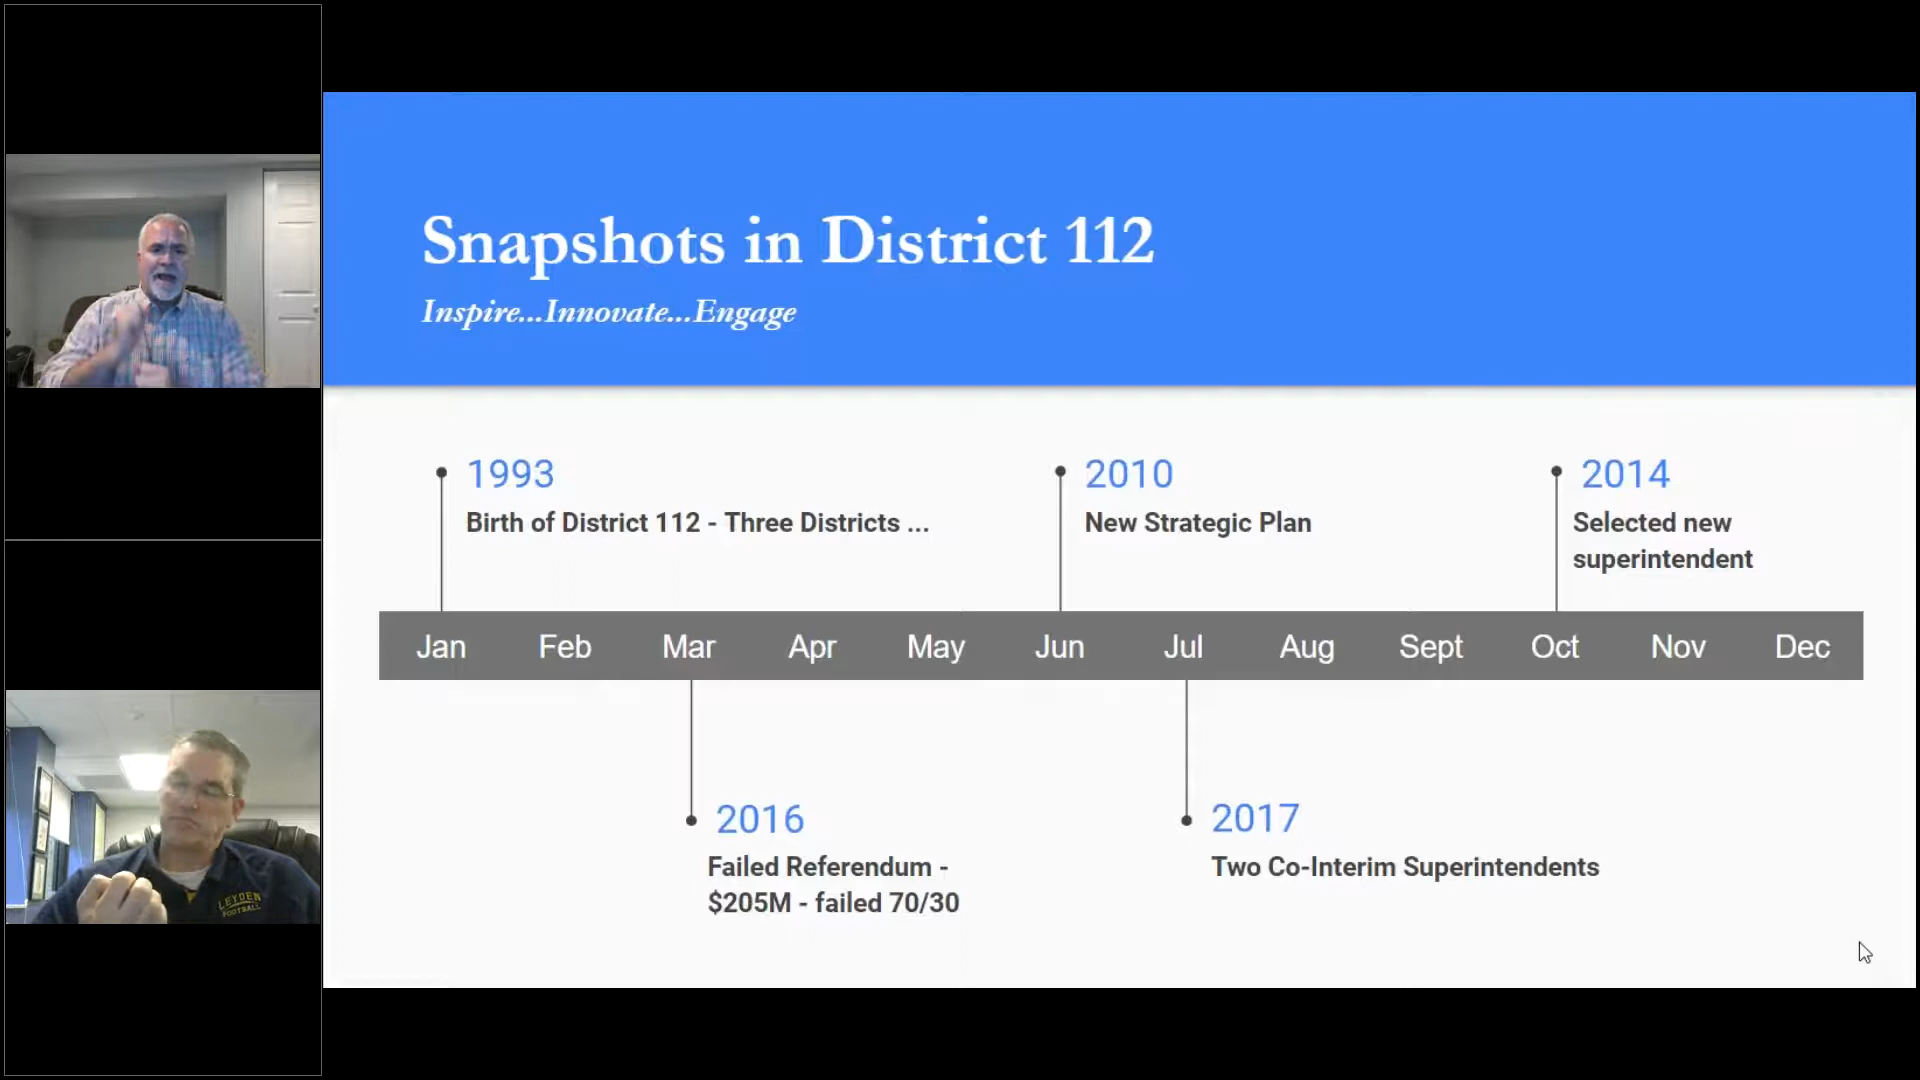 Snapshots in District 112
Inspire...Innovate...Engage
1993
Birth of District 112 - Three Districts ...
2010
New Strategic Plan
2014
Selected new
superintendent
Jan Feb Mar Apr May Jun Jul Aug Sept Oct Nov Dec
2016
Failed Referendum -
$205M - failed 70/30
2017
Two Co-Interim Superintendents
LEYDEN
FOOTBALL